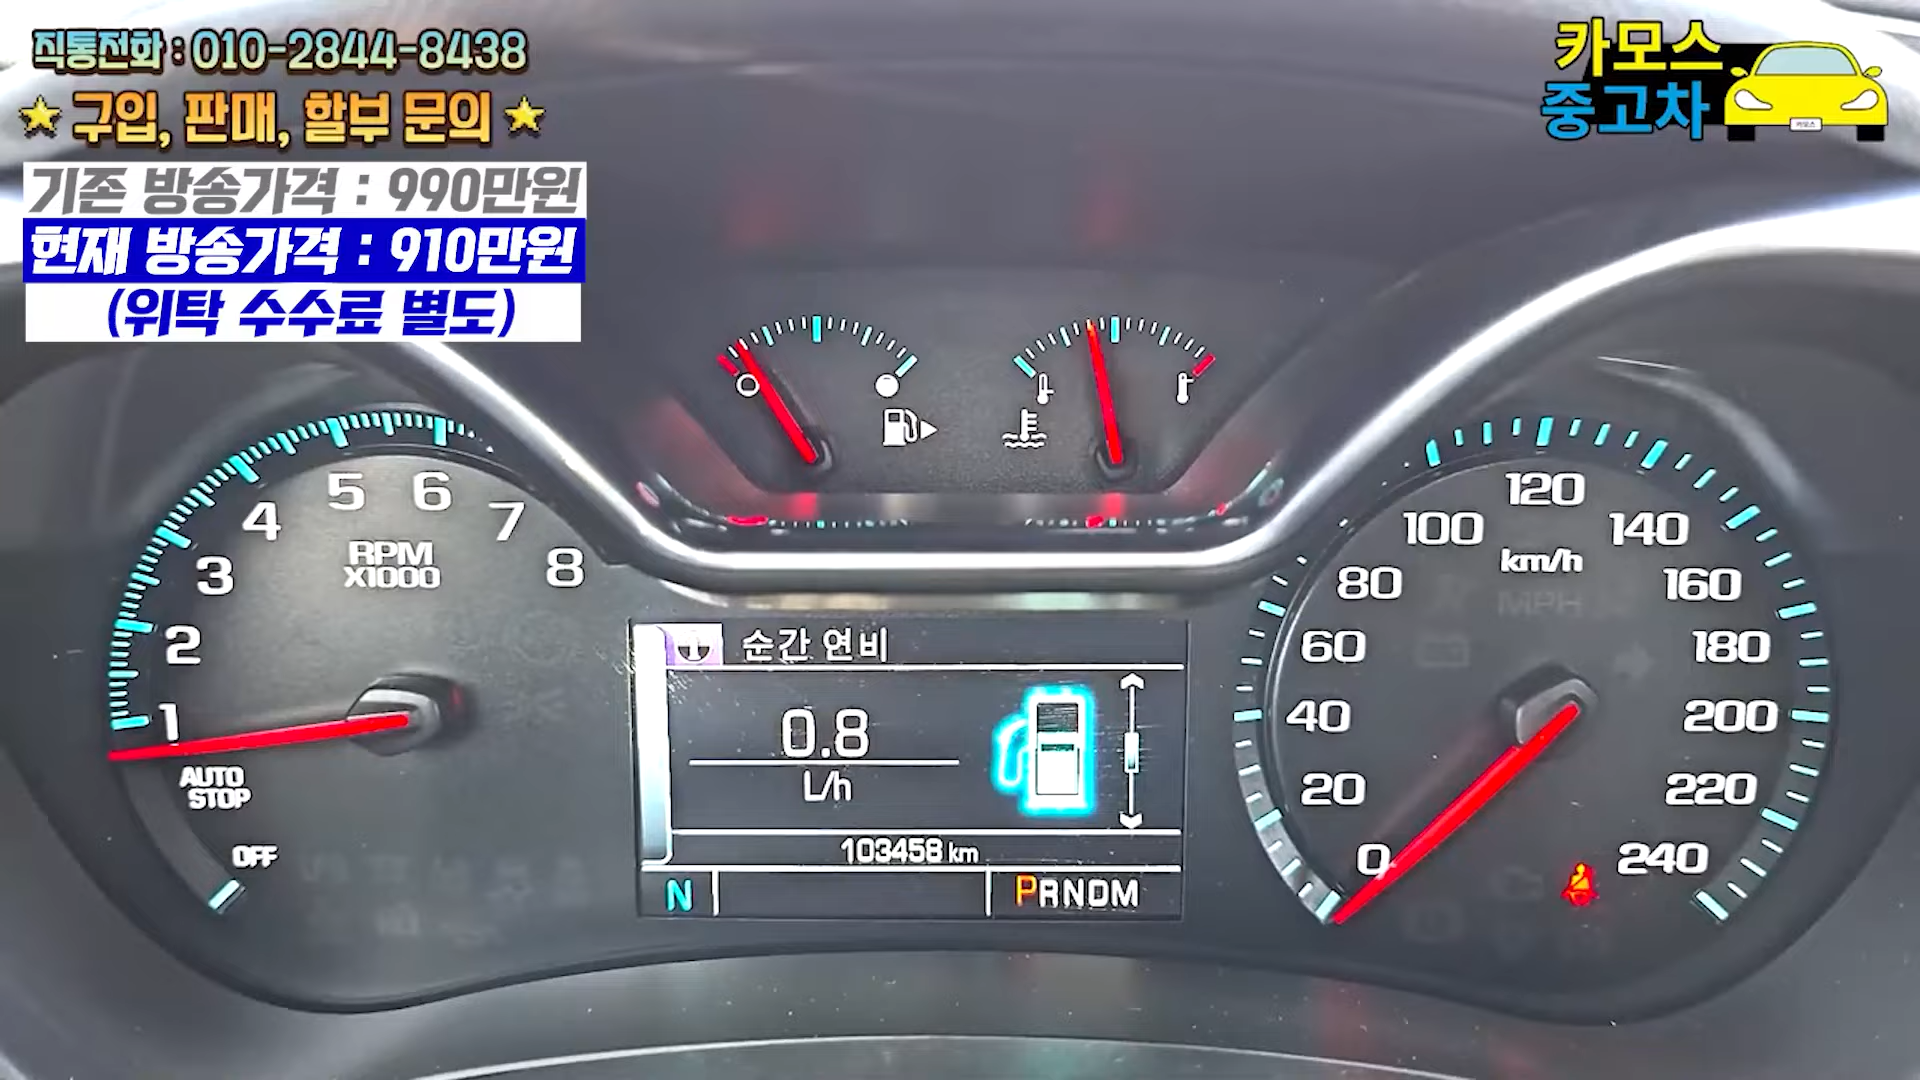 직통전화 : 010-2844-8438
★ 구입, 판매, 할부 문의 ★
기존 방송가격 : 990만원
현재 방송가격 : 910만원
(위탁 수수료 별도)
카모스
중고차
카모스
1 2 3 4 5 6 7 8
RPM
X1000
AUTO
STOP
OFF
순간 연비
0.8
L/h
103458 km
N
PRNDM
0 20 40 60 80 100 120 140 160 180 200 220 240
km/h
MPH